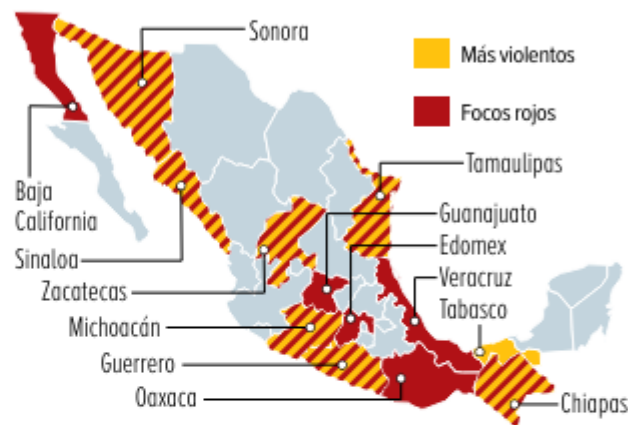 Sonora
Más violentos
Focos rojos
Tamaulipas
Baja
California
Guanajuato
Edomex
Sinaloa
Veracruz
Zacatecas
Tabasco
Michoacán
Guerrero
Oaxaca
Chiapas